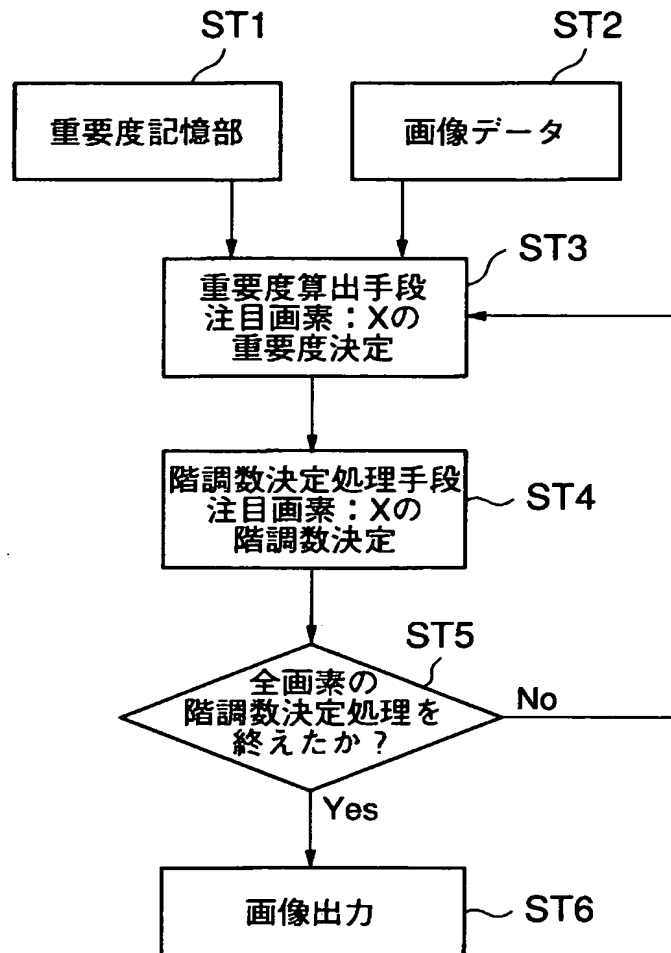 ST1
ST2
重要度記憶部
画像データ
ST3
重要度算出手段
注目画素：Xの
重要度決定
階調数決定処理手段
注目画素：Xの
階調数決定
ST4
ST5
全画素の
階調数決定処理を
終えたか？
No
Yes
画像出力
ST6